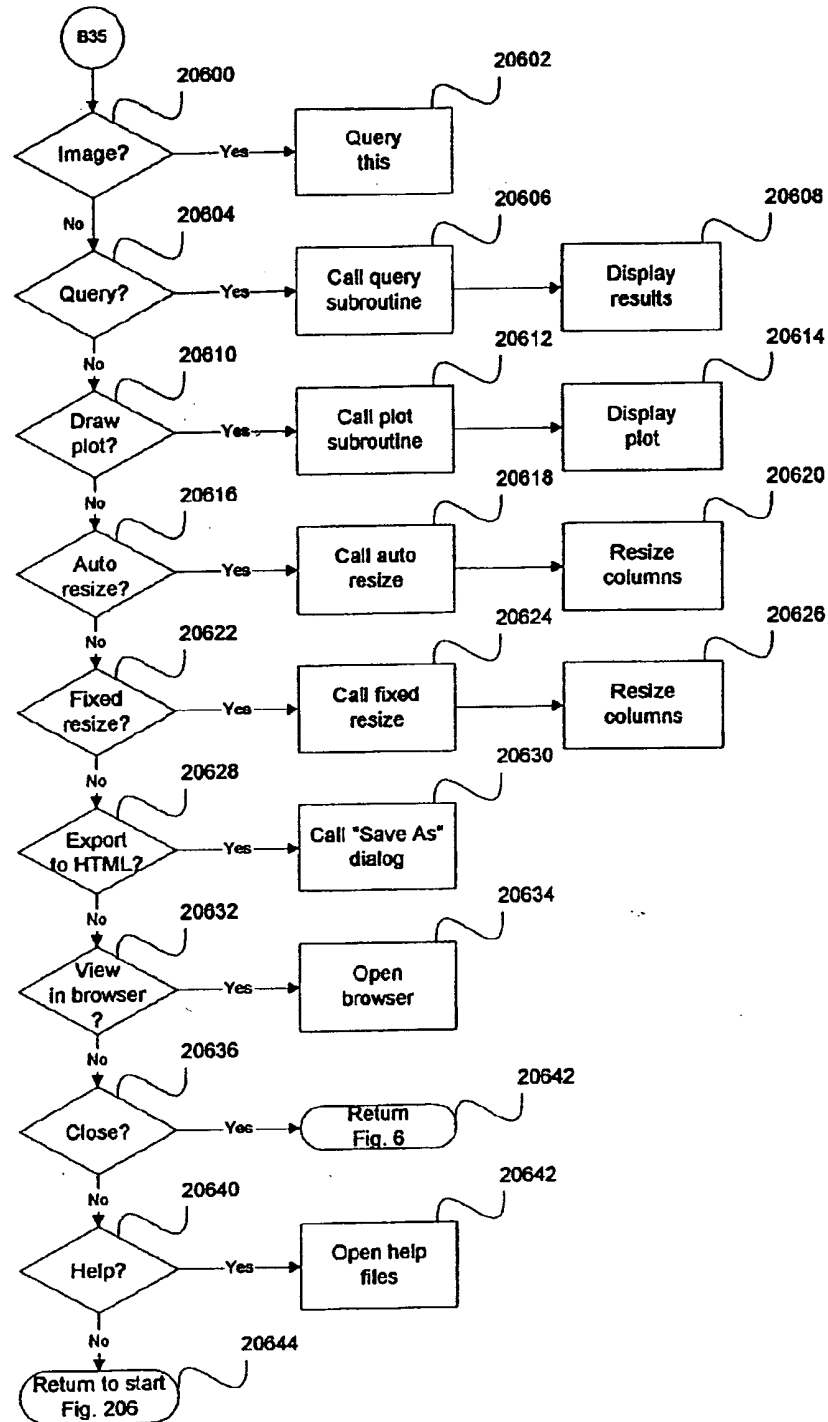 B35
20600
20602
Image?
Yes
Query
this
No
20604
20606
20608
Query?
Yes
Call query
subroutine
Display
results
No
20610
20612
20614
Draw
plot?
Yes
Call plot
subroutine
Display
plot
No
20616
20618
20620
Auto
resize?
Yes
Call auto
resize
Resize
columns
No
20622
20624
20626
Fixed
resize?
Yes
Call fixed
resize
Resize
columns
No
20628
20630
Export
to HTML?
Yes
Call "Save As"
dialog
No
20632
20634
View
in browser
?
Yes
Open
browser
No
20636
20642
Close?
Yes
Return
Fig. 6
No
20640
20642
Help?
Yes
Open help
files
No
20644
Return to start
Fig. 206